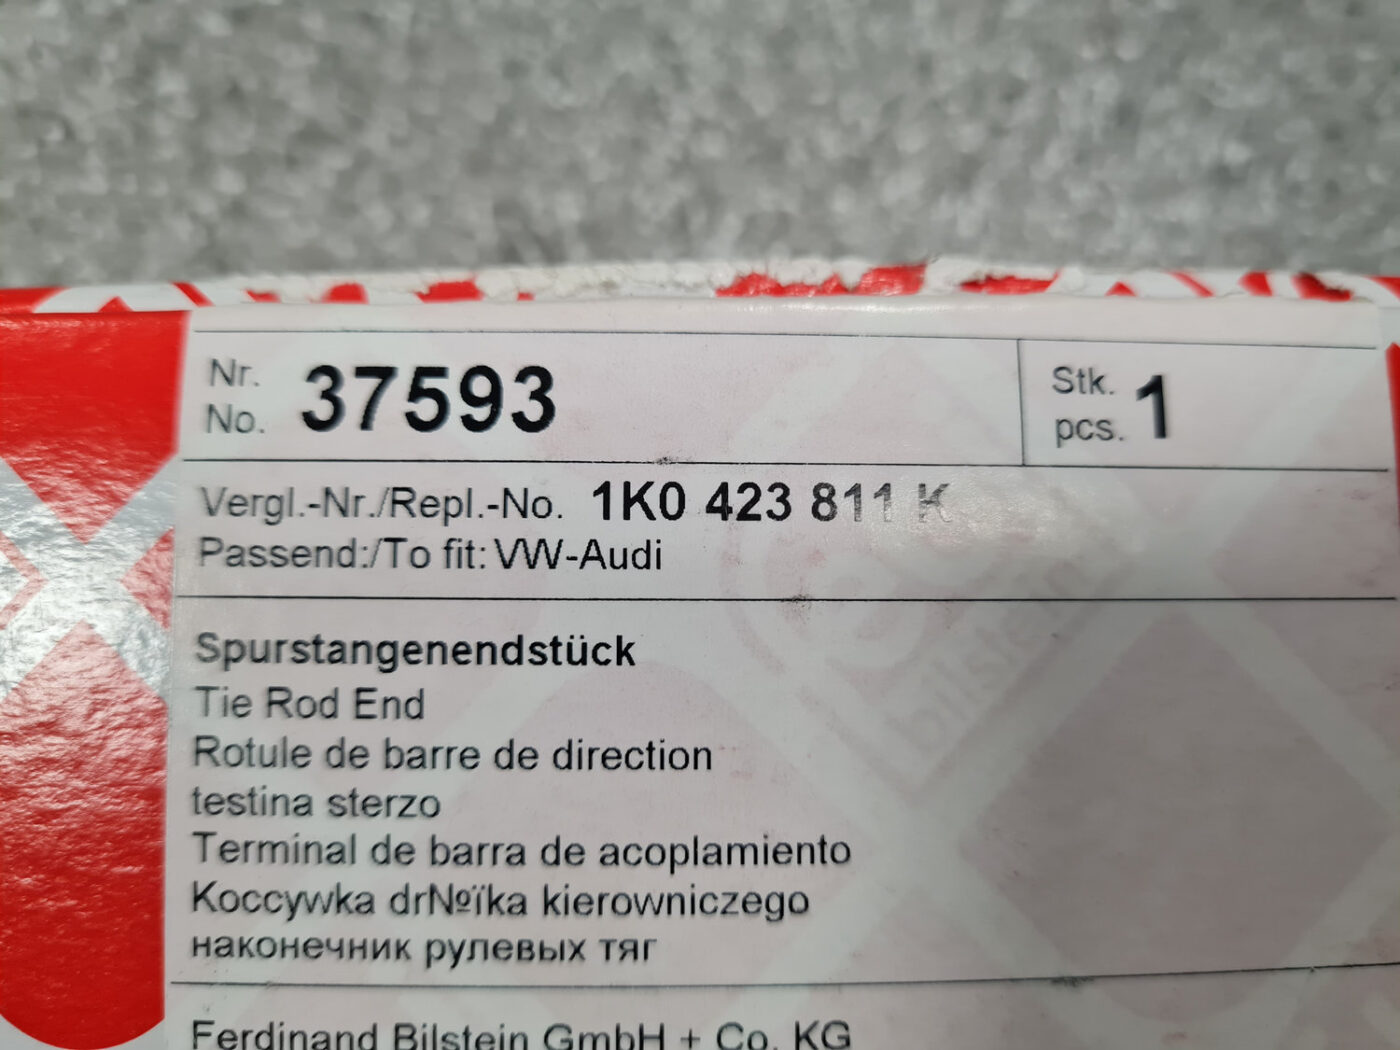 Nr. 37593 Stk. 1
No. pcs.
Vergl.-Nr./Repl.-No. 1K0 423 811 K
Passend:/To fit: VW-Audi
bilstein
Spurstangenendstück
Tie Rod End
Rotule de barre de direction
testina sterzo
Terminal de barra de acoplamiento
Koccywka drNºïka kierowniczego
наконечник рулевых тяг
Ferdinand Bilstein GmbH + Co. KG